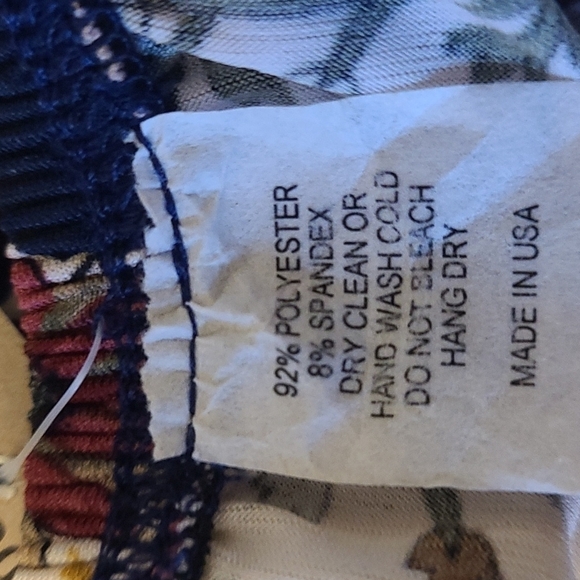 92% POLYESTER
8% SPANDEX
DRY CLEAN OR
HAND WASH COLD
DO NOT BLEACH
HANG DRY
MADE IN USA